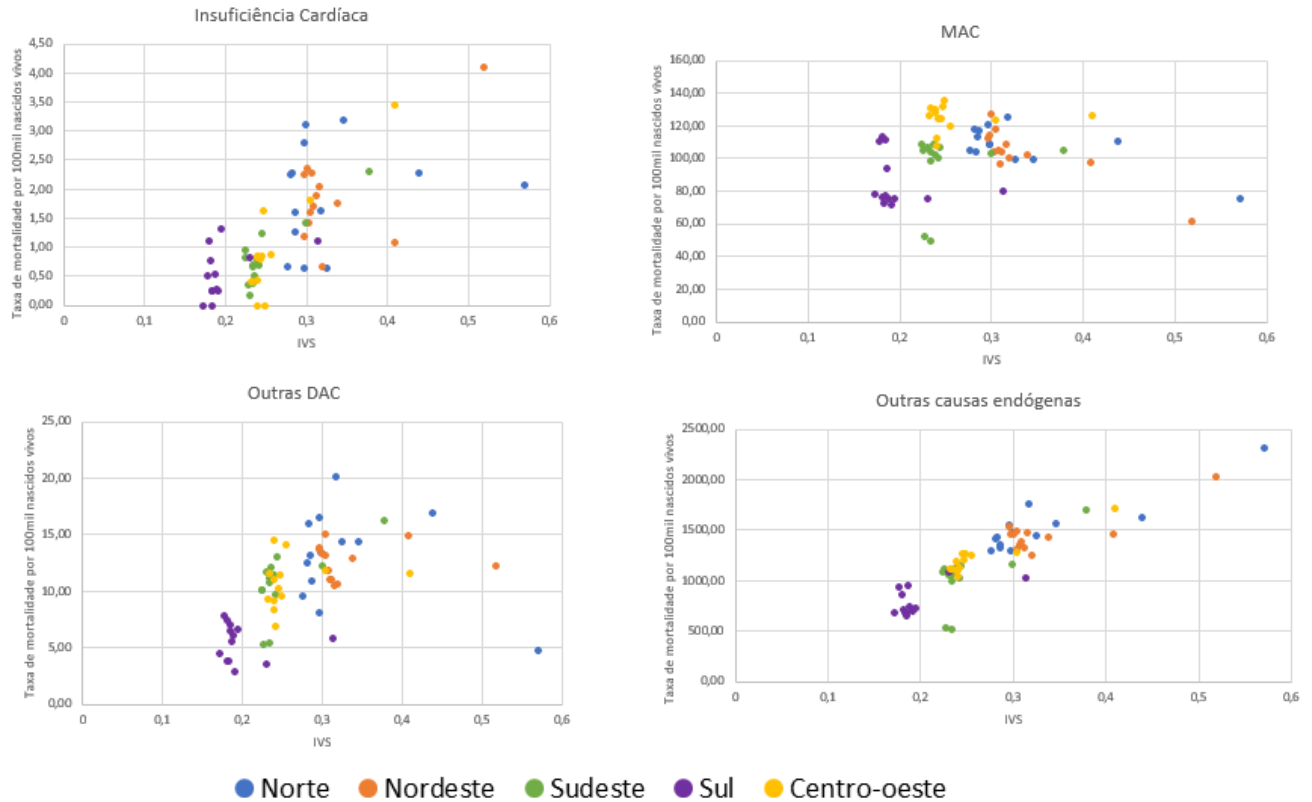 Insuficiência Cardíaca
Taxa de mortalidade por 100mil nascidos vivos
4,50
4,00
3,50
3,00
2,50
2,00
1,50
1,00
0,50
0,00
0 0,1 0,2 0,3 0,4 0,5 0,6
IVS
MAC
Taxa de mortalidade por 100mil nascidos vivos
160,00
140,00
120,00
100,00
80,00
60,00
40,00
20,00
0,00
0 0,1 0,2 0,3 0,4 0,5 0,6
IVS
Outras DAC
Taxa de mortalidade por 100mil nascidos vivos
25,00
20,00
15,00
10,00
5,00
0,00
0 0,1 0,2 0,3 0,4 0,5 0,6
IVS
Outras causas endógenas
Taxa de mortalidade por 100mil nascidos vivos
2500,00
2000,00
1500,00
1000,00
500,00
0,00
0 0,1 0,2 0,3 0,4 0,5 0,6
IVS
Norte Nordeste Sudeste Sul Centro-oeste